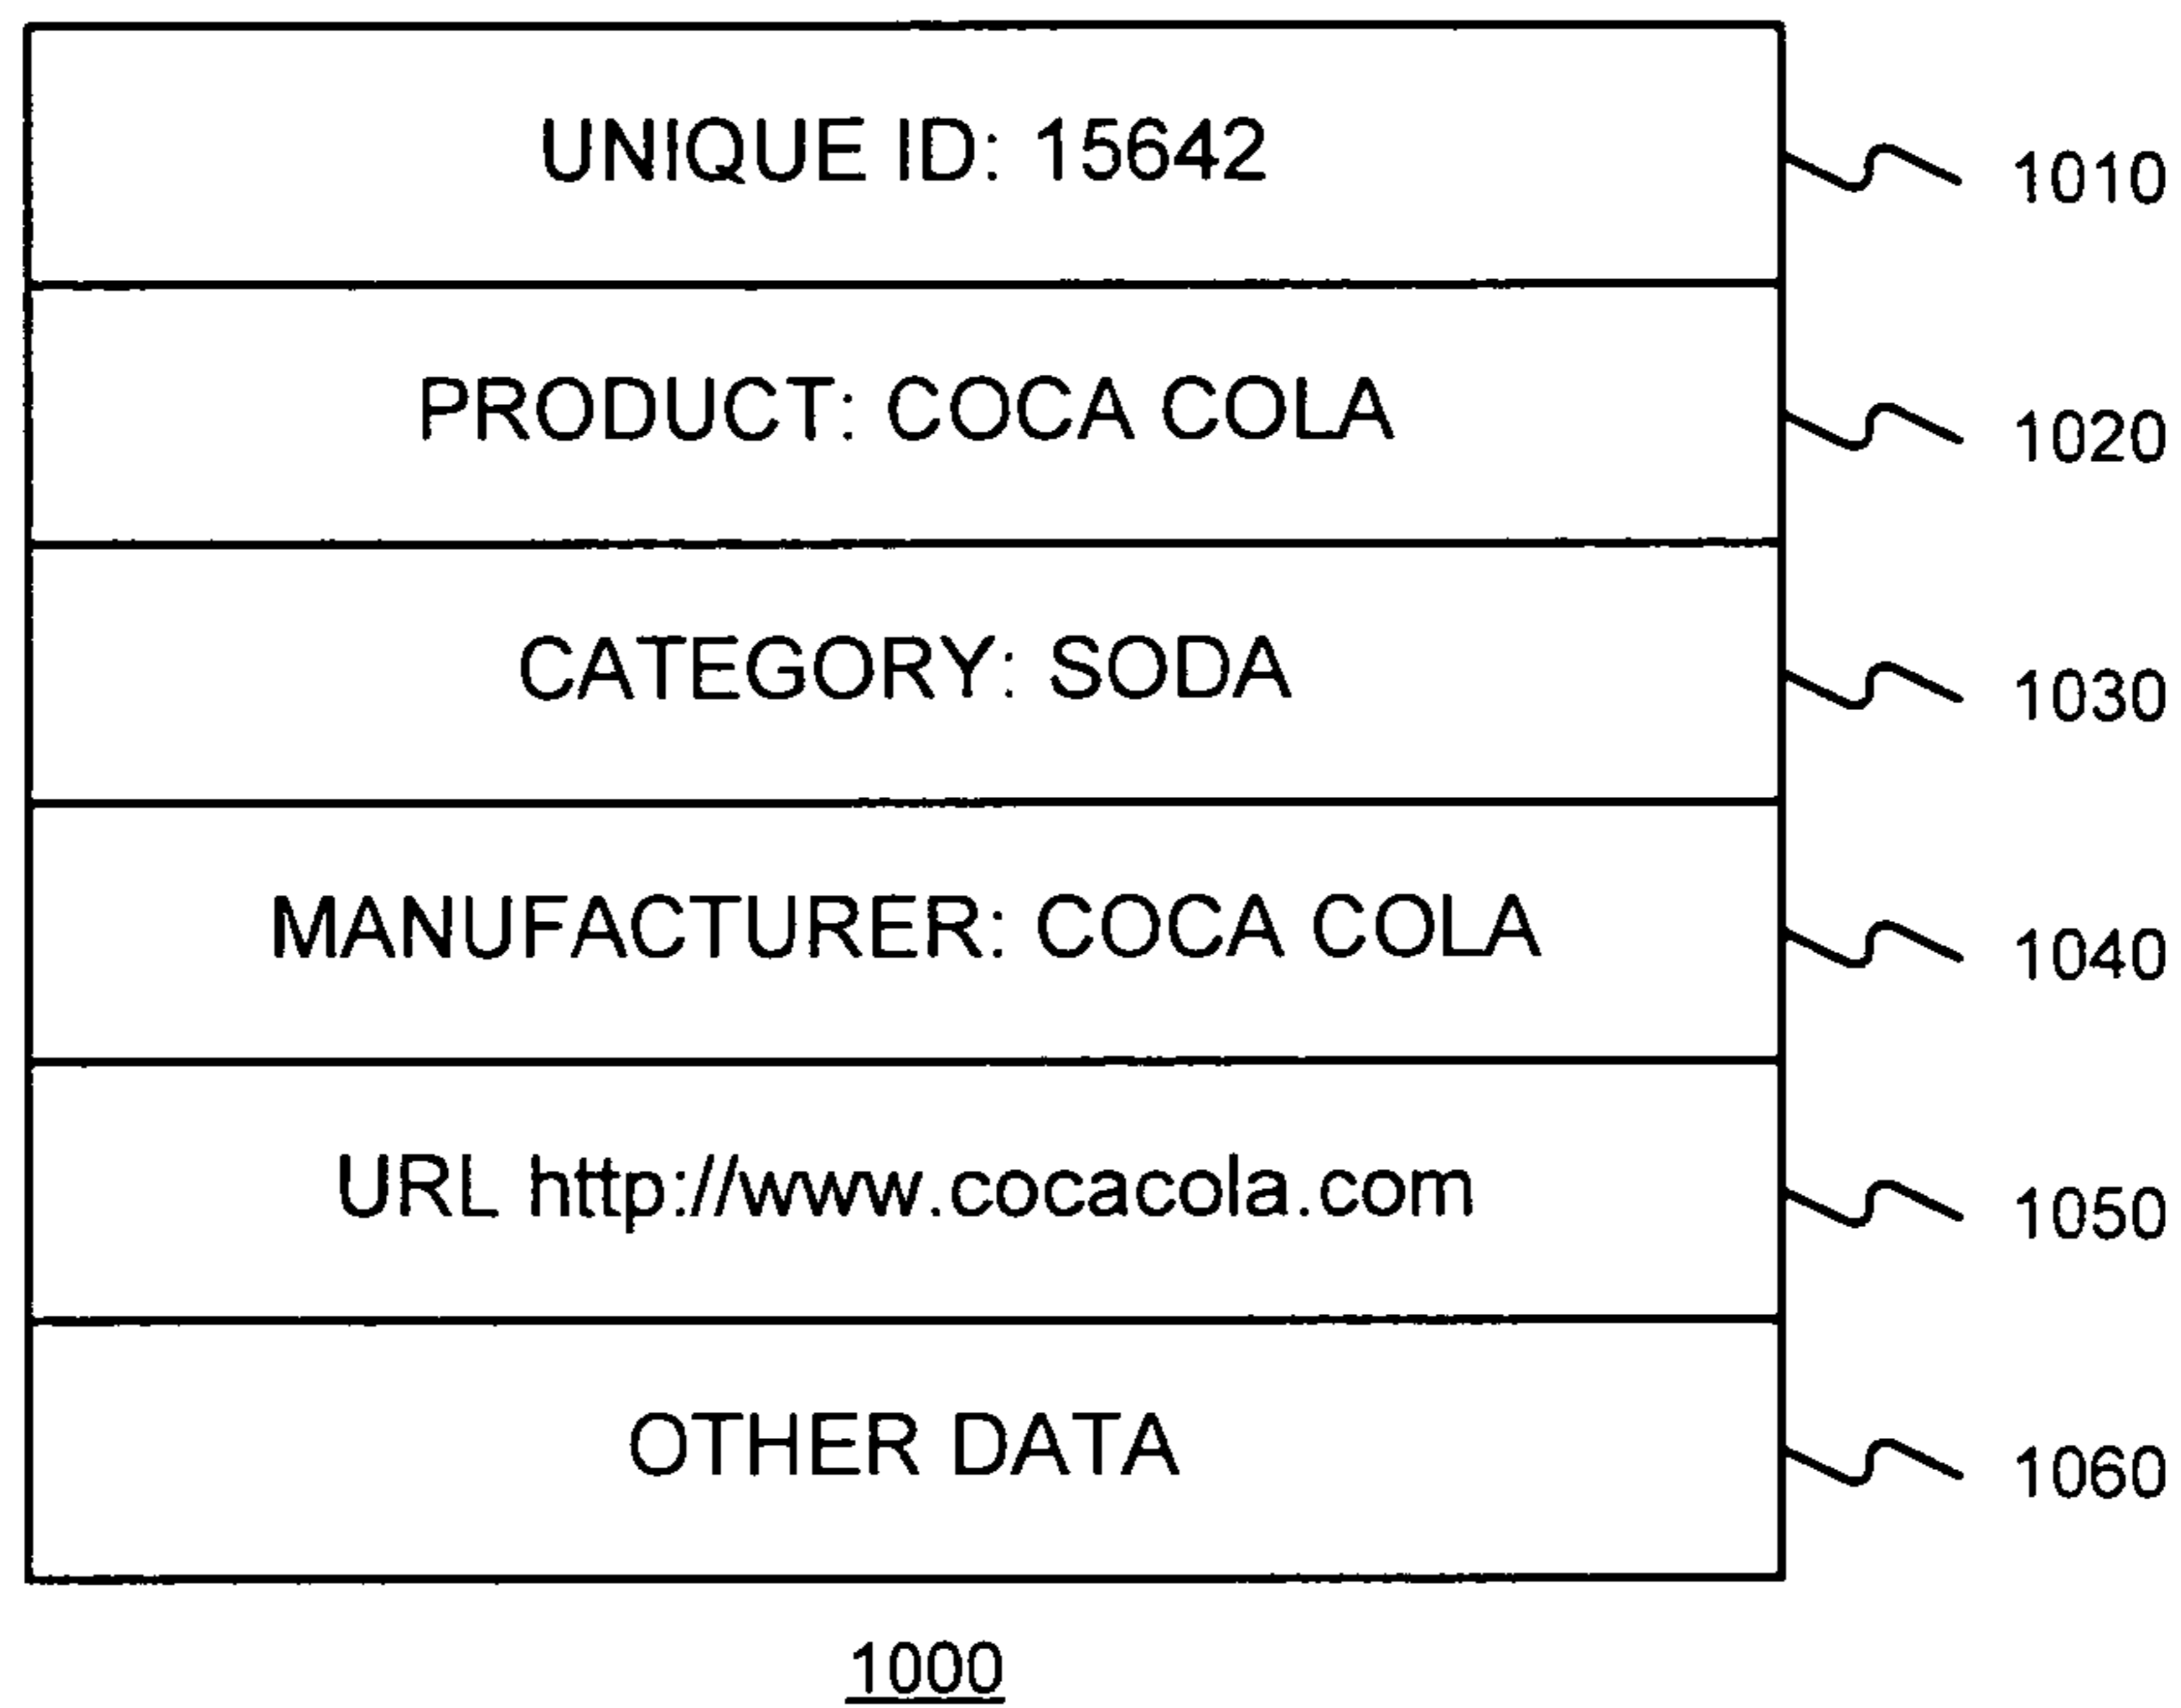 UNIQUE ID: 15642
1010
PRODUCT: COCA COLA
1020
CATEGORY: SODA
1030
MANUFACTURER: COCA COLA
1040
URL http://www.cocacola.com
1050
OTHER DATA
1060
1000